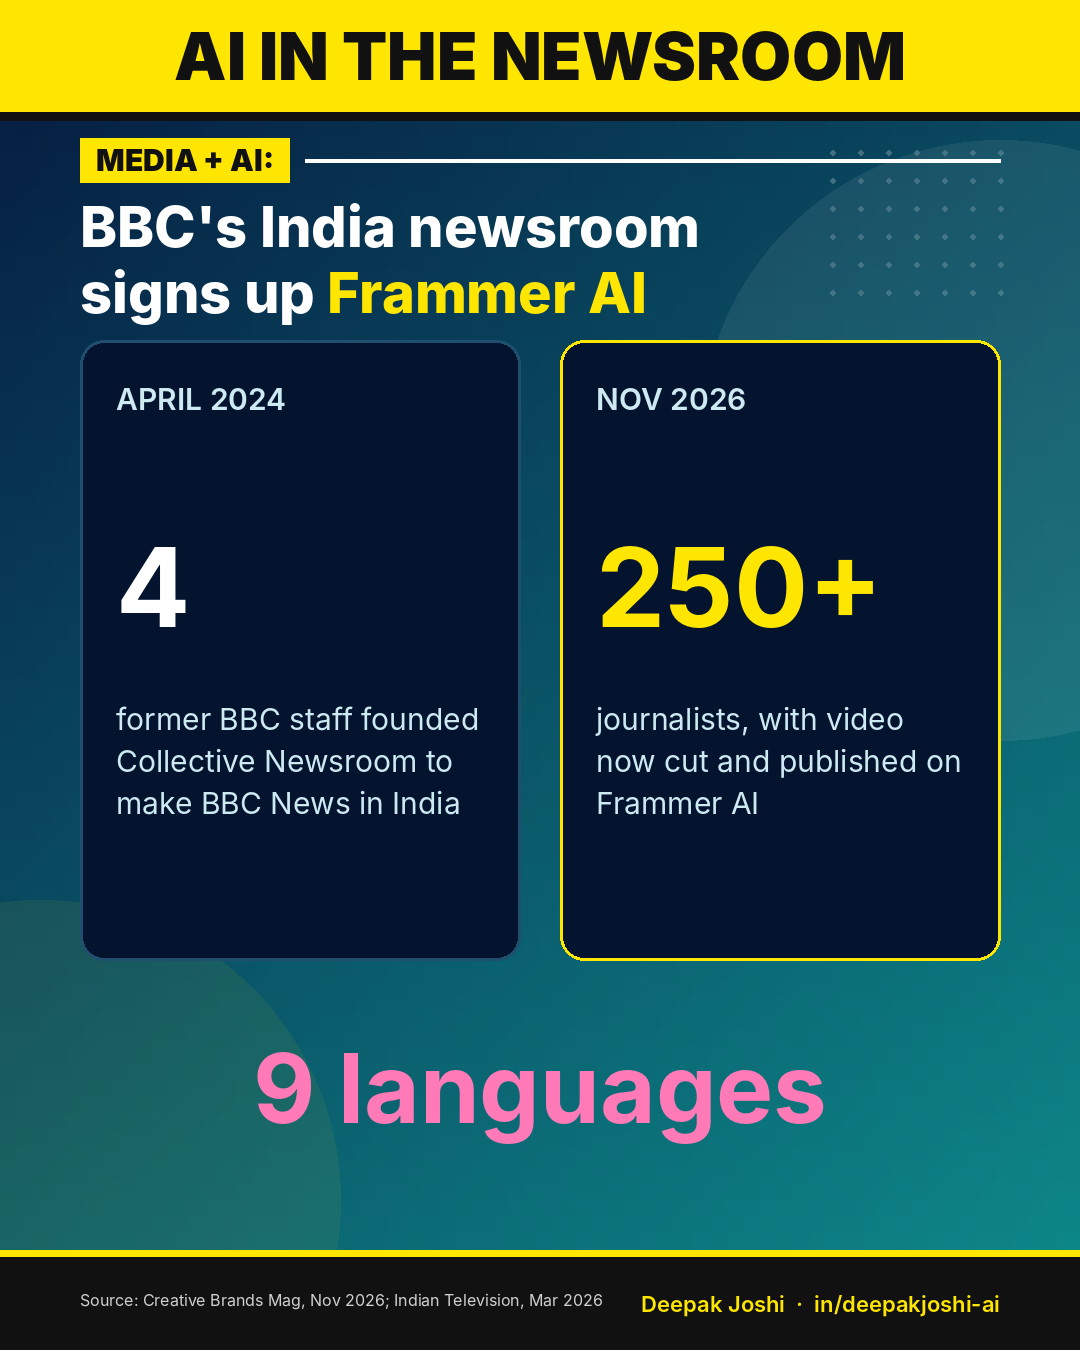 AI IN THE NEWSROOM
MEDIA + AI:
BBC's India newsroom
signs up Frammer AI
APRIL 2024
4
former BBC staff founded
Collective Newsroom to
make BBC News in India
NOV 2026
250+
journalists, with video
now cut and published on
Frammer AI
9 languages
Source: Creative Brands Mag, Nov 2026; Indian Television, Mar 2026
Deepak Joshi · in/deepakjoshi-ai